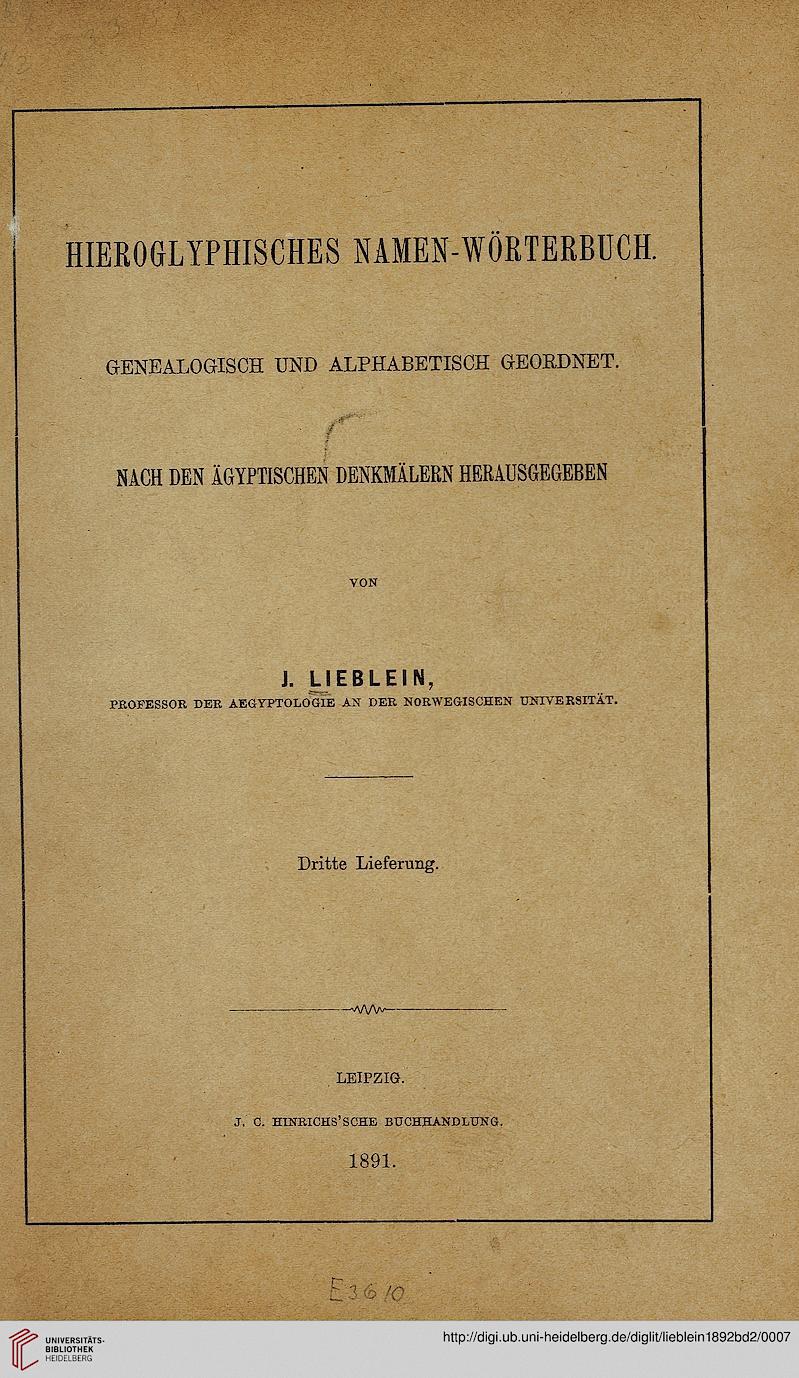 HIEROGLYPHISCHES NAMEN-WÖRTERBUCH.
GENEALOGISCH UND ALPHABETISCH GEORDNET.
NACH DEN ÄGYPTISCHEN DENKMÄLERN HERAUSGEGEBEN
VON
J. LIEBLEIN,
PROFESSOR DER AEGYPTOLOGIE AN DER NORWEGISCHEN UNIVERSITÄT.
Dritte Lieferung.
LEIPZIG.
J. C. HINRICHS'SCHE BUCHHANDLUNG.
1891.
E3610
UNIVERSITÄTS-
BIBLIOTHEK
HEIDELBERG
http://digi.ub.uni-heidelberg.de/diglit/lieblein1892bd2/0007